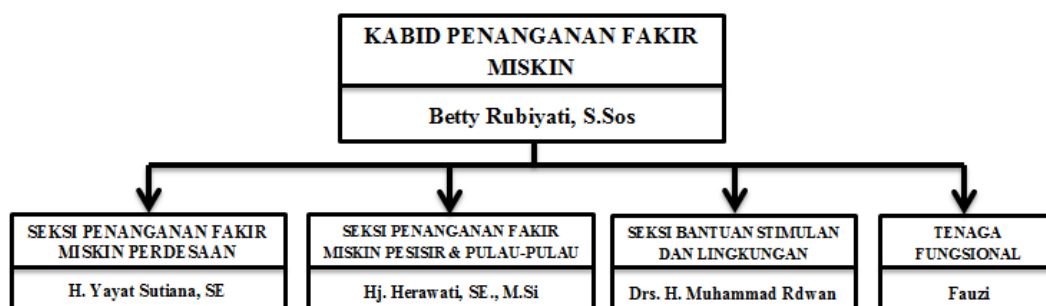 KABID PENANGANAN FAKIR
MISKIN
Betty Rubiyati, S.Sos
SEKSI PENANGANAN FAKIR
MISKIN PERDESAAN
H. Yayat Sutiana, SE
SEKSI PENANGANAN FAKIR
MISKIN PESISIR & PULAU-PULAU
Hj. Herawati, SE., M.Si
SEKSI BANTUAN STIMULAN
DAN LINGKUNGAN
Drs. H. Muhammad Rdwan
TENAGA
FUNGSIONAL
Fauzi